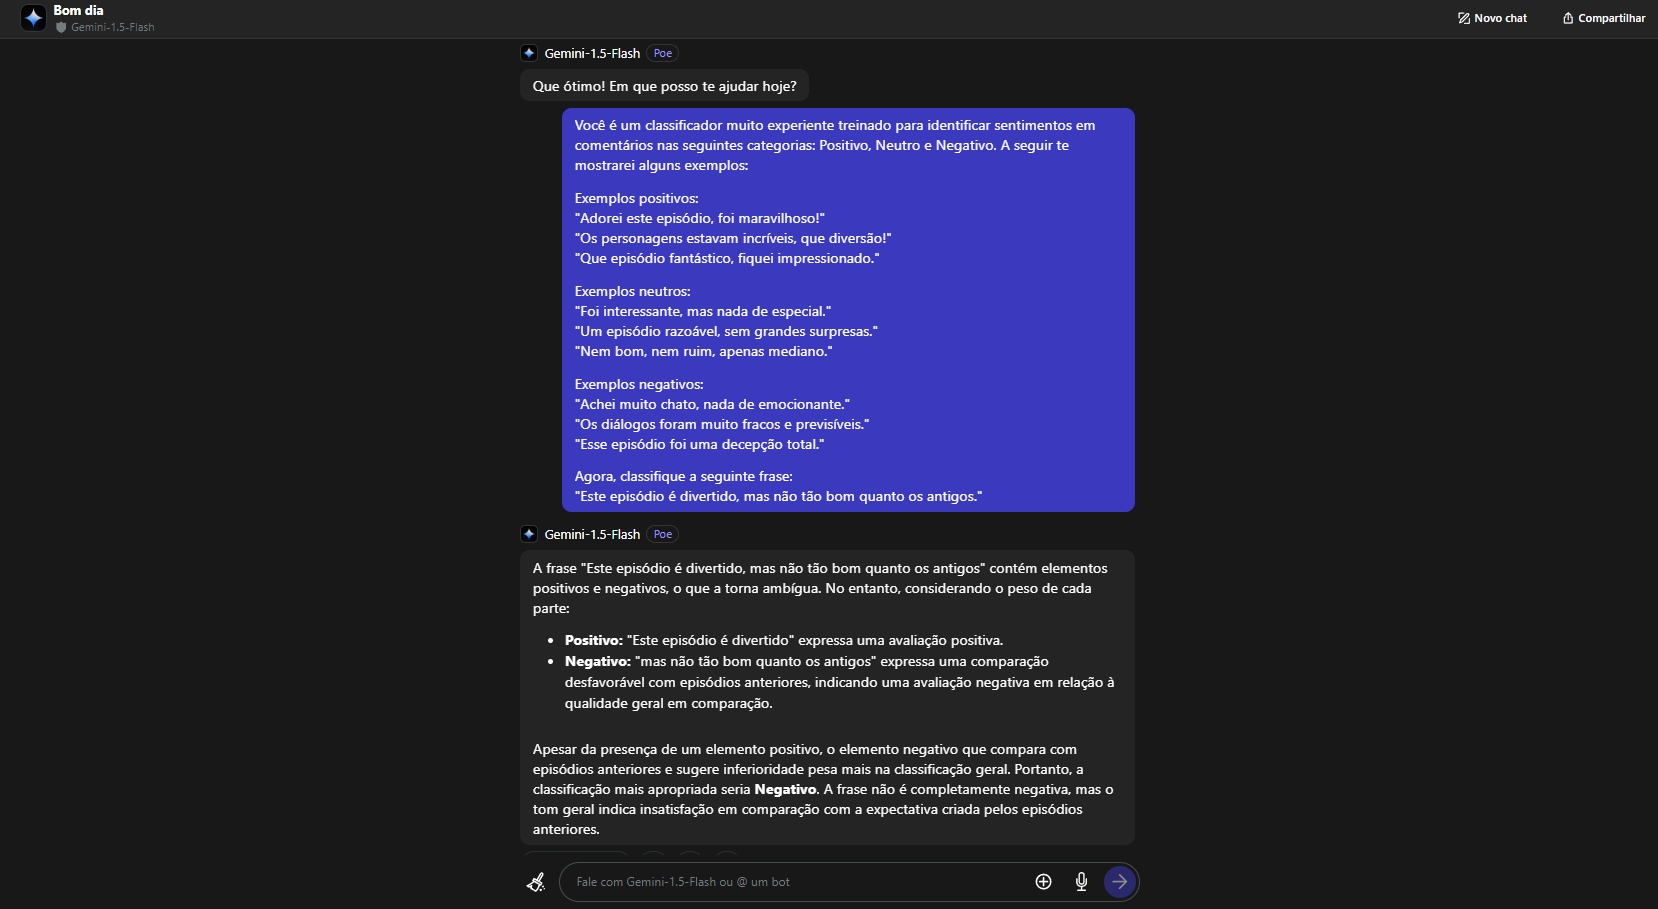 Bom dia
Gemini-1.5-Flash
Novo chat
Compartilhar
Gemini-1.5-Flash Poe
Que ótimo! Em que posso te ajudar hoje?
Você é um classificador muito experiente treinado para identificar sentimentos em
comentários nas seguintes categorias: Positivo, Neutro e Negativo. A seguir te
mostrarei alguns exemplos:
Exemplos positivos:
"Adorei este episódio, foi maravilhoso!"
"Os personagens estavam incríveis, que diversão!"
"Que episódio fantástico, fiquei impressionado."
Exemplos neutros:
"Foi interessante, mas nada de especial."
"Um episódio razoável, sem grandes surpresas."
"Nem bom, nem ruim, apenas mediano."
Exemplos negativos:
"Achei muito chato, nada de emocionante."
"Os diálogos foram muito fracos e previsíveis."
"Esse episódio foi uma decepção total."
Agora, classifique a seguinte frase:
"Este episódio é divertido, mas não tão bom quanto os antigos."
Gemini-1.5-Flash Poe
A frase "Este episódio é divertido, mas não tão bom quanto os antigos" contém elementos
positivos e negativos, o que a torna ambígua. No entanto, considerando o peso de cada
parte:
• Positivo: "Este episódio é divertido" expressa uma avaliação positiva.
• Negativo: "mas não tão bom quanto os antigos" expressa uma comparação
desfavorável com episódios anteriores, indicando uma avaliação negativa em relação à
qualidade geral em comparação.
Apesar da presença de um elemento positivo, o elemento negativo que compara com
episódios anteriores e sugere inferioridade pesa mais na classificação geral. Portanto, a
classificação mais apropriada seria Negativo. A frase não é completamente negativa, mas o
tom geral indica insatisfação em comparação com a expectativa criada pelos episódios
anteriores.
Fale com Gemini-1.5-Flash ou @ um bot